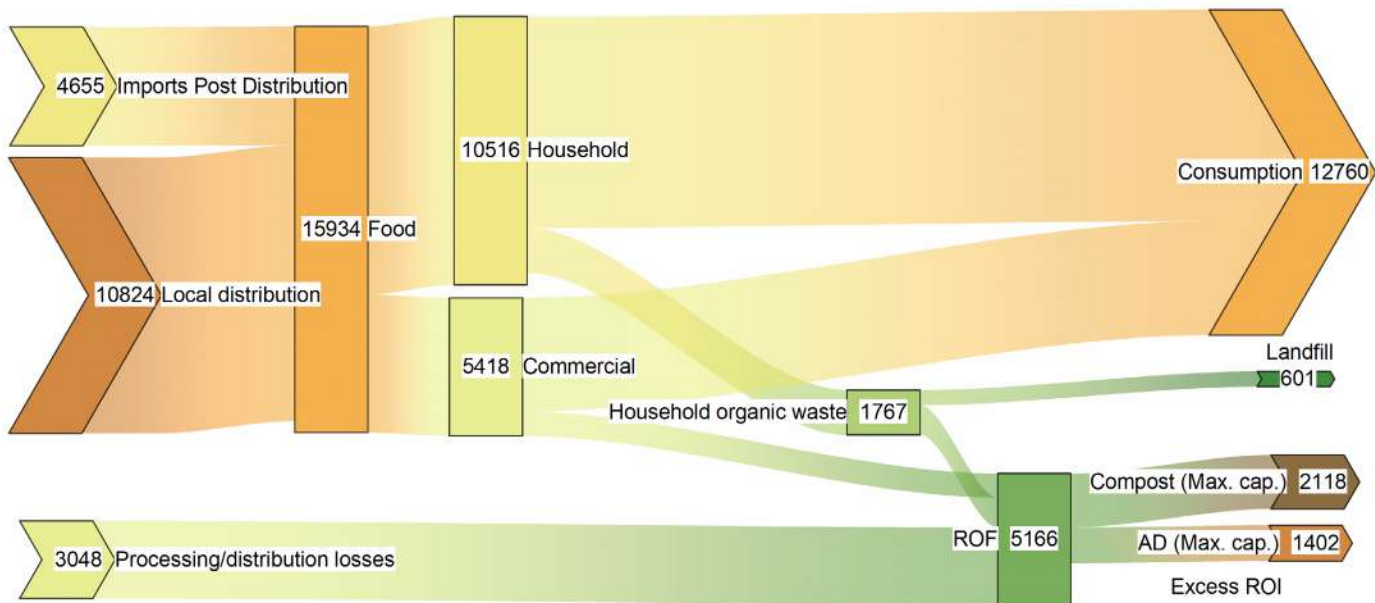 4655 Imports Post Distribution
10824 Local distribution
15934 Food
10516 Household
5418 Commercial
Consumption 12760
Landfill
601
Household organic waste 1767
Compost (Max. cap.) 2118
3048 Processing/distribution losses
ROF 5166
AD (Max. cap.) 1402
Excess ROI